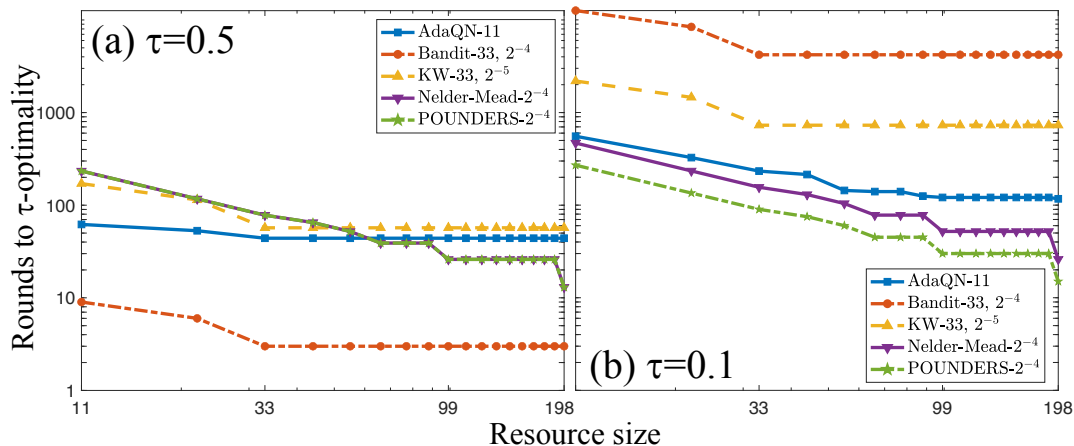 (a) τ=0.5
AdaQN-11
Bandit-33, 2⁻⁴
KW-33, 2⁻⁵
Nelder-Mead-2⁻⁴
POUNDERS-2⁻⁴
Rounds to τ-optimality
1000
100
10
1
11
33
99
198
(b) τ=0.1
AdaQN-11
Bandit-33, 2⁻⁴
KW-33, 2⁻⁵
Nelder-Mead-2⁻⁴
POUNDERS-2⁻⁴
33
99
198
Resource size